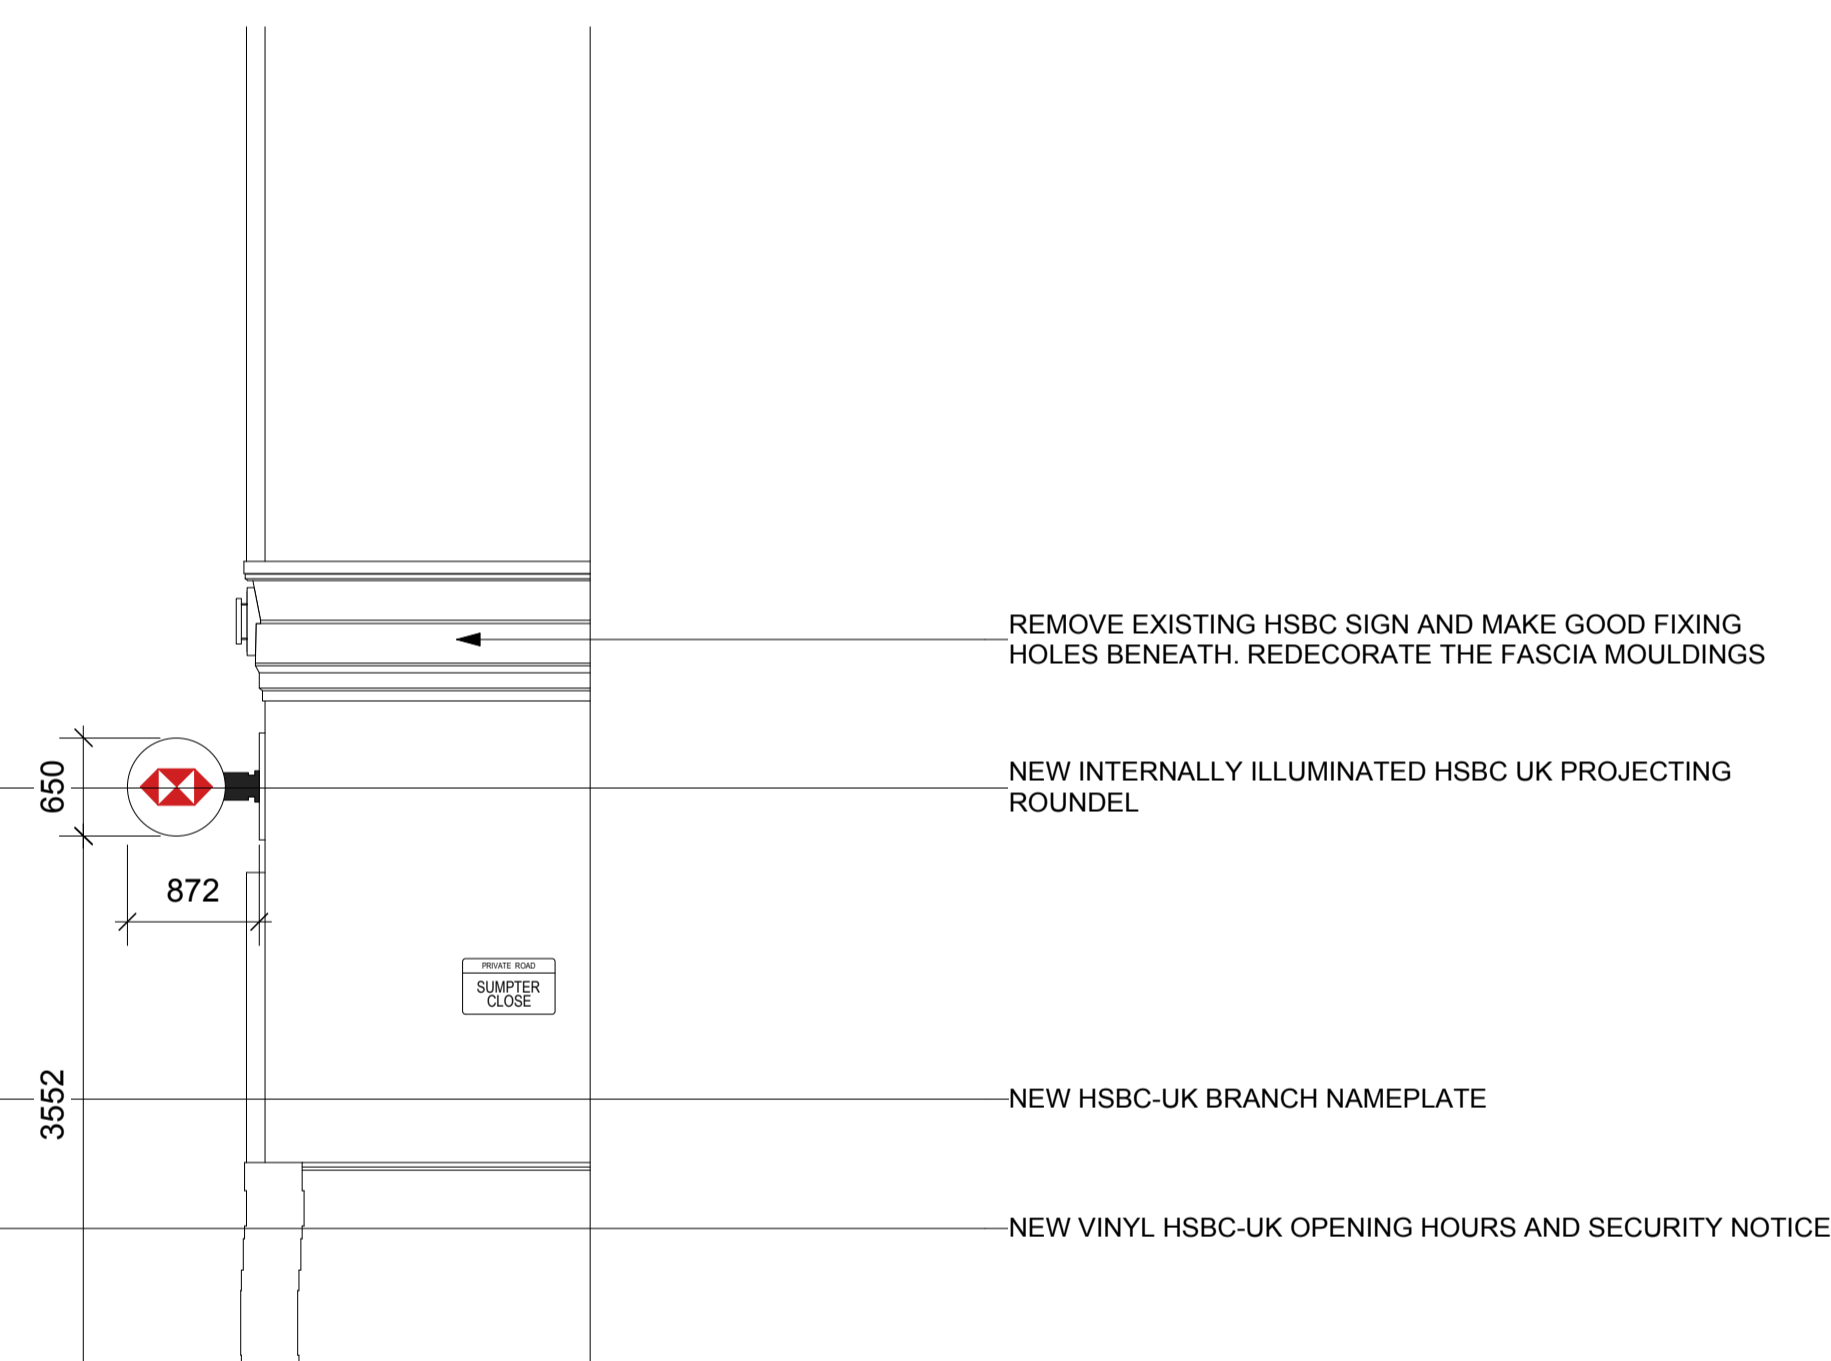 REMOVE EXISTING HSBC SIGN AND MAKE GOOD FIXING
HOLES BENEATH. REDECORATE THE FASCIA MOULDINGS
650
NEW INTERNALLY ILLUMINATED HSBC UK PROJECTING
ROUNDEL
872
PRIVATE ROAD
SUMPTER
CLOSE
3552
NEW HSBC-UK BRANCH NAMEPLATE
NEW VINYL HSBC-UK OPENING HOURS AND SECURITY NOTICE